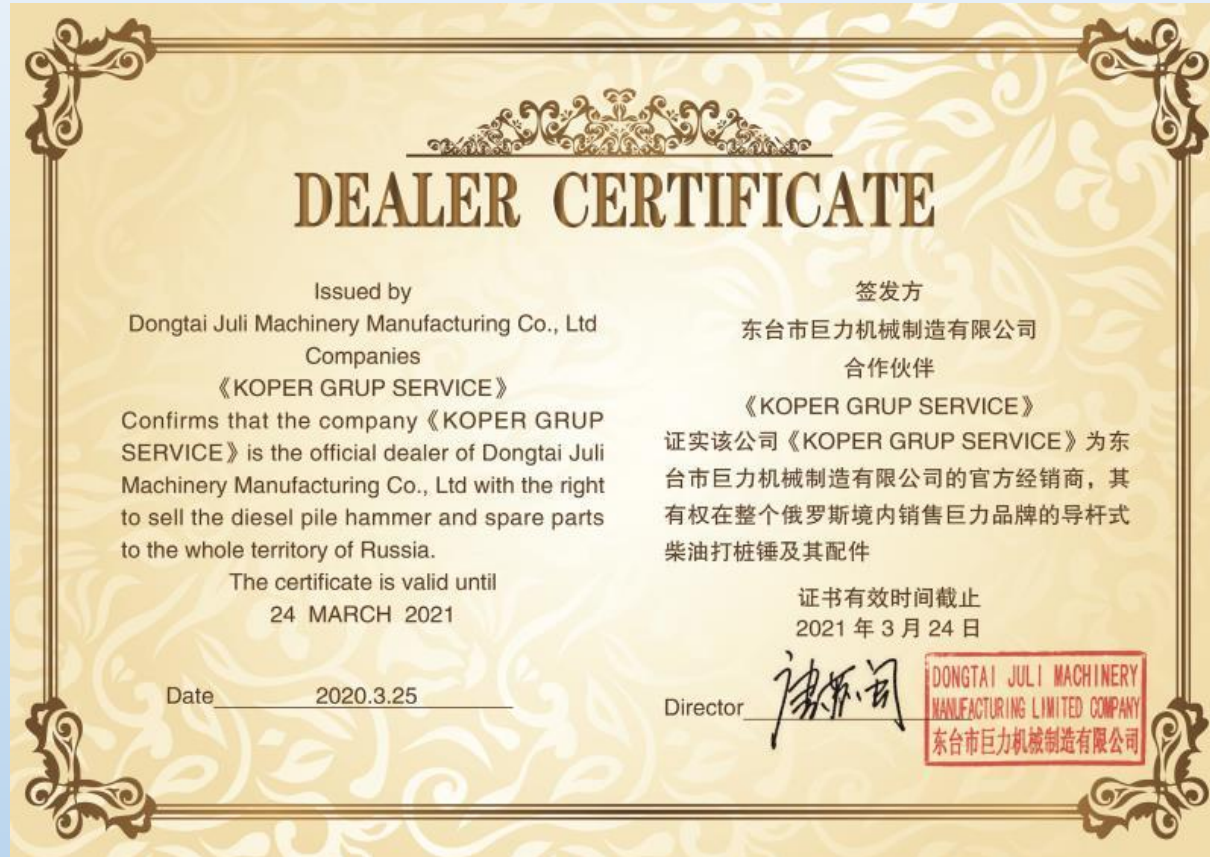 DEALER CERTIFICATE
Issued by
Dongtai Juli Machinery Manufacturing Co., Ltd
Companies
《KOPER GRUP SERVICE》
Confirms that the company《KOPER GRUP
SERVICE》is the official dealer of Dongtai Juli
Machinery Manufacturing Co., Ltd with the right
to sell the diesel pile hammer and spare parts
to the whole territory of Russia.
The certificate is valid until
24 MARCH 2021
Date 2020.3.25
签发方
东台市巨力机械制造有限公司
合作伙伴
《KOPER GRUP SERVICE》
证实该公司《KOPER GRUP SERVICE》为东
台市巨力机械制造有限公司的官方经销商，其
有权在整个俄罗斯境内销售巨力品牌的导杆式
柴油打桩锤及其配件
证书有效时间截止
2021 年 3 月 24 日
Director
DONGTAI JULI MACHINERY
MANUFACTURING LIMITED COMPANY
东台市巨力机械制造有限公司